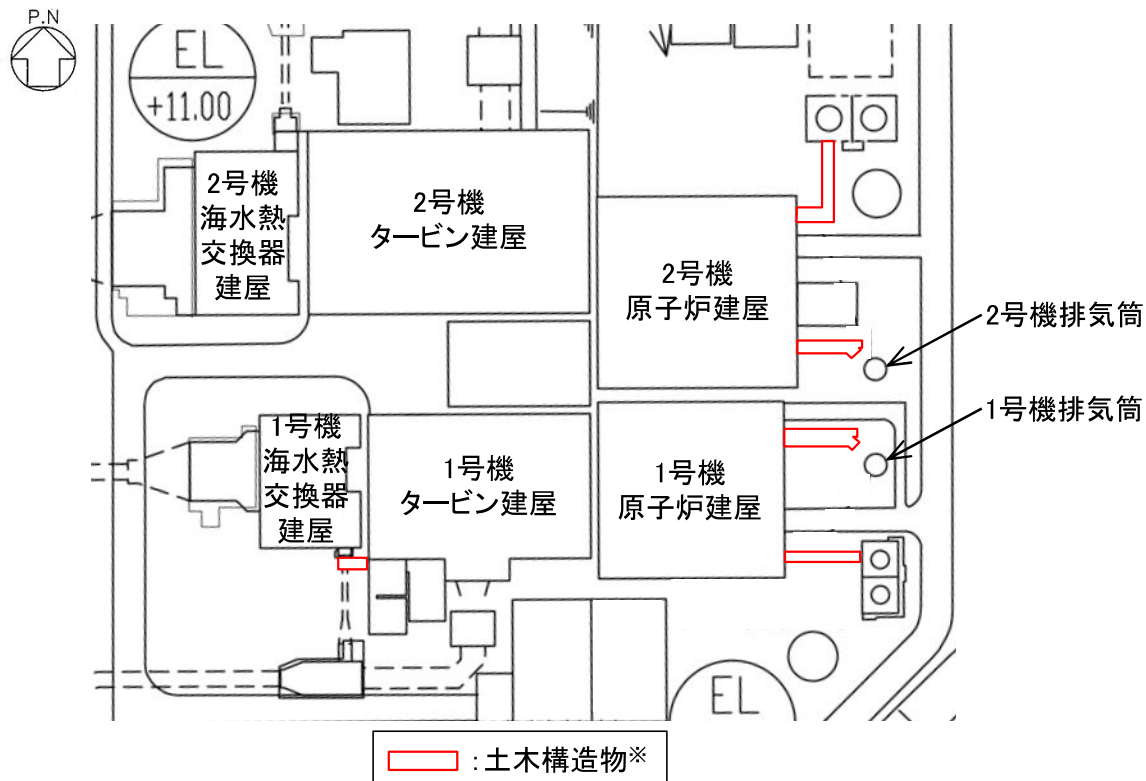 P.N
EL
+11.00
2号機
海水熱
交換器
建屋
2号機
タービン建屋
2号機
原子炉建屋
2号機排気筒
1号機排気筒
1号機
海水熱
交換器
建屋
1号機
タービン建屋
1号機
原子炉建屋
EL
:土木構造物※